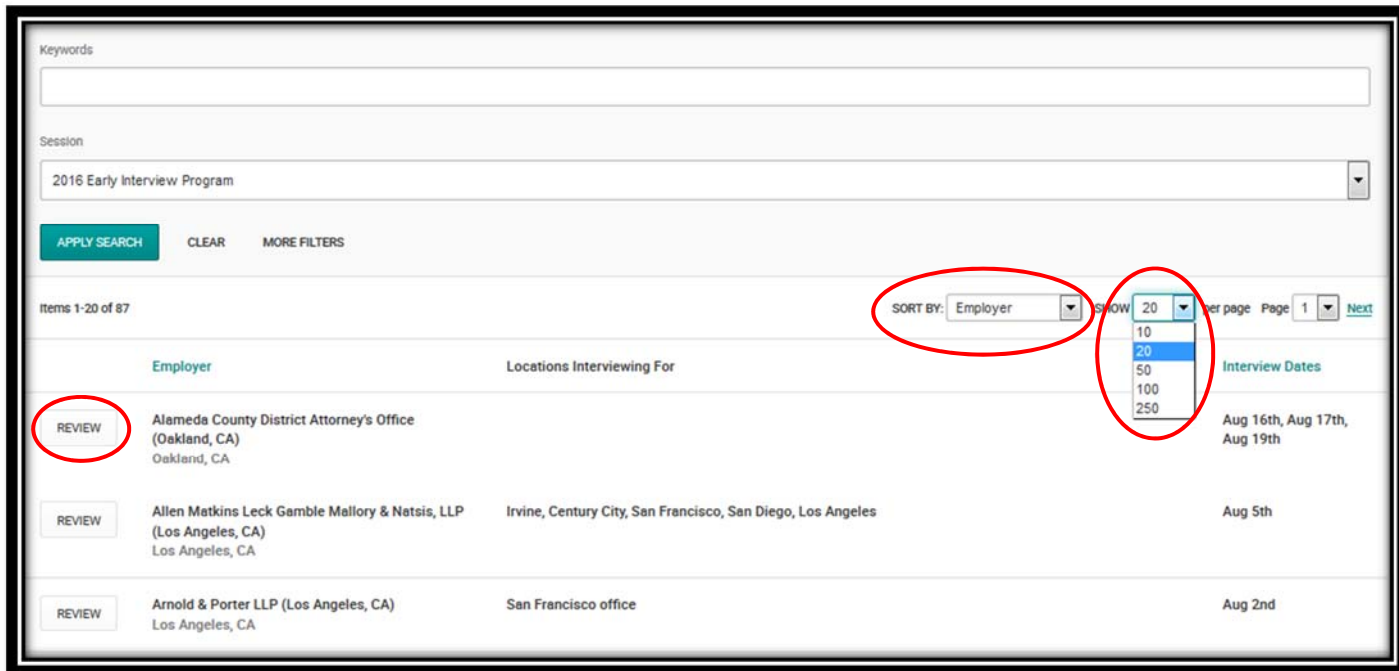 Keywords
Session
2016 Early Interview Program
APPLY SEARCH CLEAR MORE FILTERS
Items 1-20 of 87 SORT BY: Employer SHOW 20 per page Page 1 Next
10
20
50
100
250
Employer Locations Interviewing For Interview Dates
REVIEW Alameda County District Attorney's Office Aug 16th, Aug 17th,
(Oakland, CA) Aug 19th
Oakland, CA
REVIEW Allen Matkins Leck Gamble Mallory & Natsis, LLP Irvine, Century City, San Francisco, San Diego, Los Angeles Aug 5th
(Los Angeles, CA)
Los Angeles, CA
REVIEW Arnold & Porter LLP (Los Angeles, CA) San Francisco office Aug 2nd
Los Angeles, CA